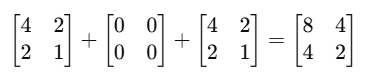 [4 2] + [0 0] + [4 2] = [8 4]
[2 1] [0 0] [2 1] [4 2]